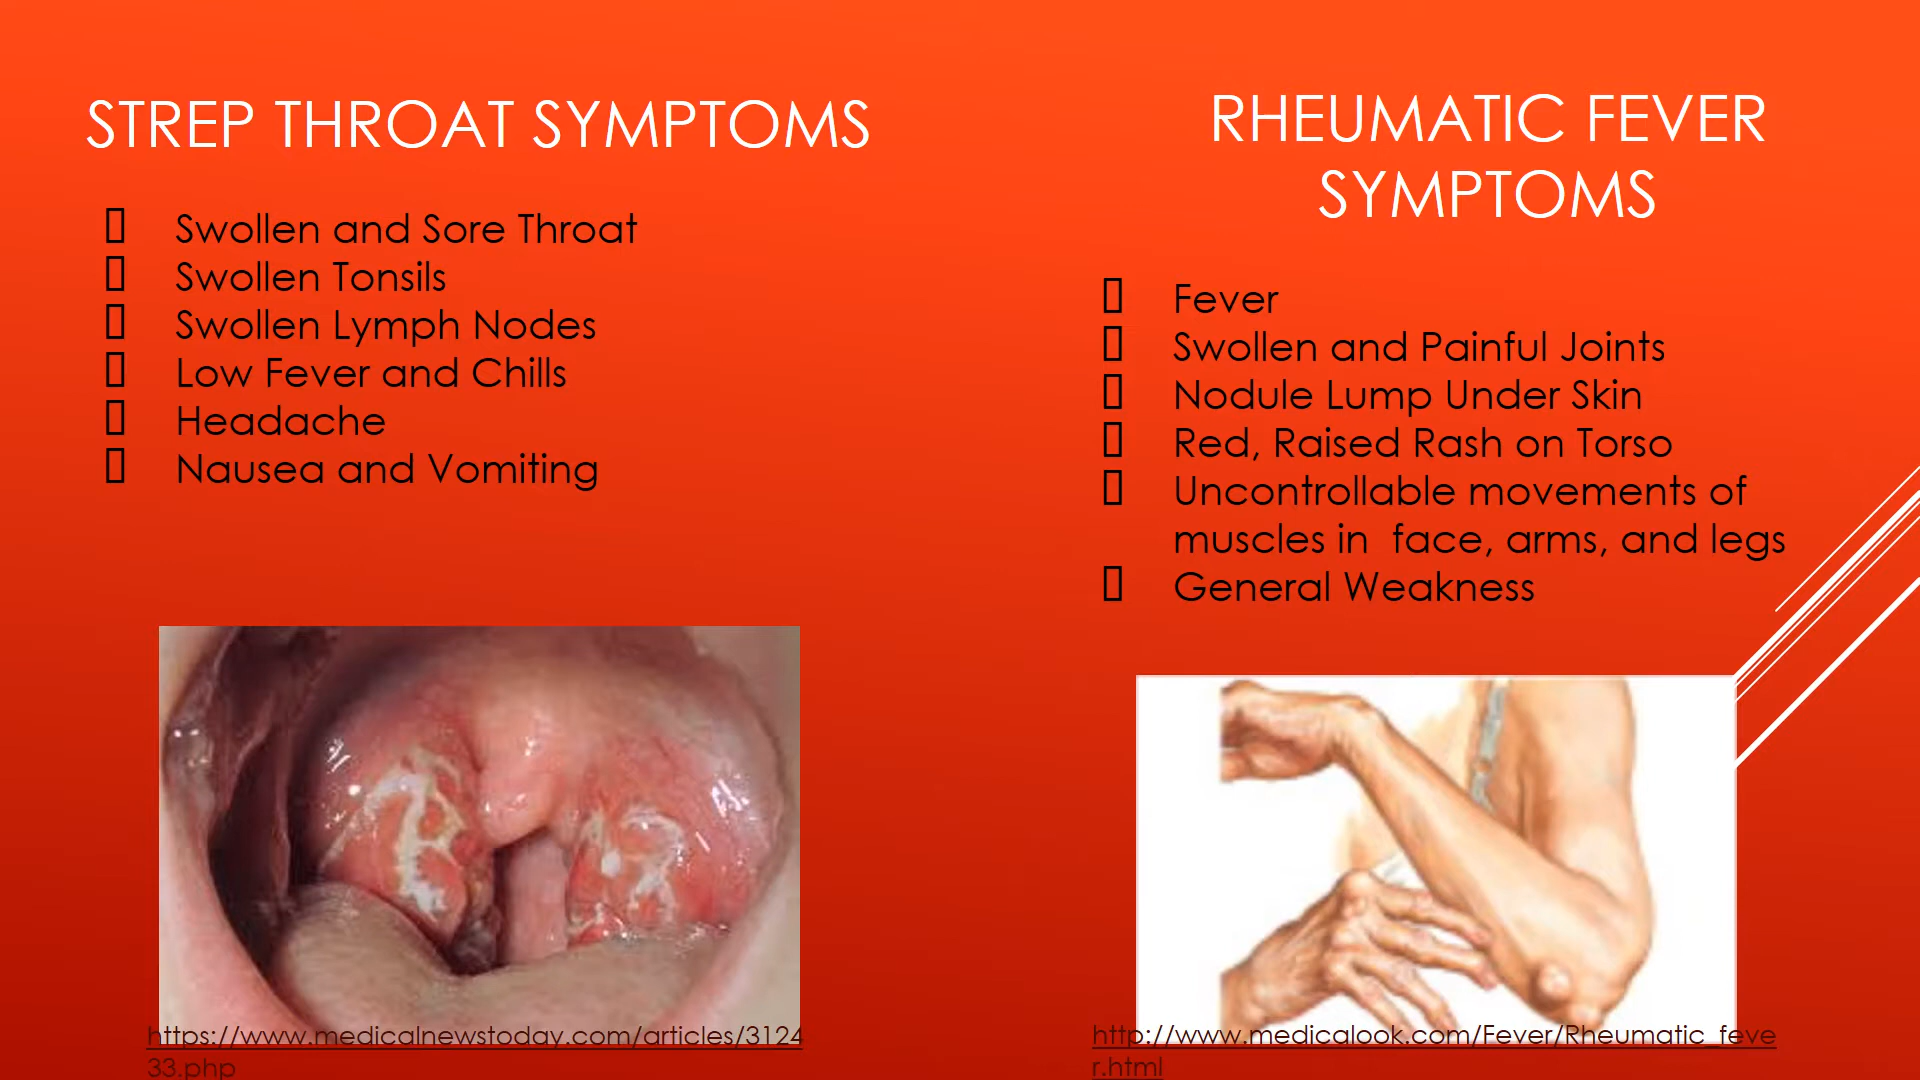 STREP THROAT SYMPTOMS
Swollen and Sore Throat
Swollen Tonsils
Swollen Lymph Nodes
Low Fever and Chills
Headache
Nausea and Vomiting
https://www.medicalnewstoday.com/articles/3124
33.php
RHEUMATIC FEVER
SYMPTOMS
Fever
Swollen and Painful Joints
Nodule Lump Under Skin
Red, Raised Rash on Torso
Uncontrollable movements of
muscles in  face, arms, and legs
General Weakness
http://www.medicalook.com/Fever/Rheumatic_feve
r.html